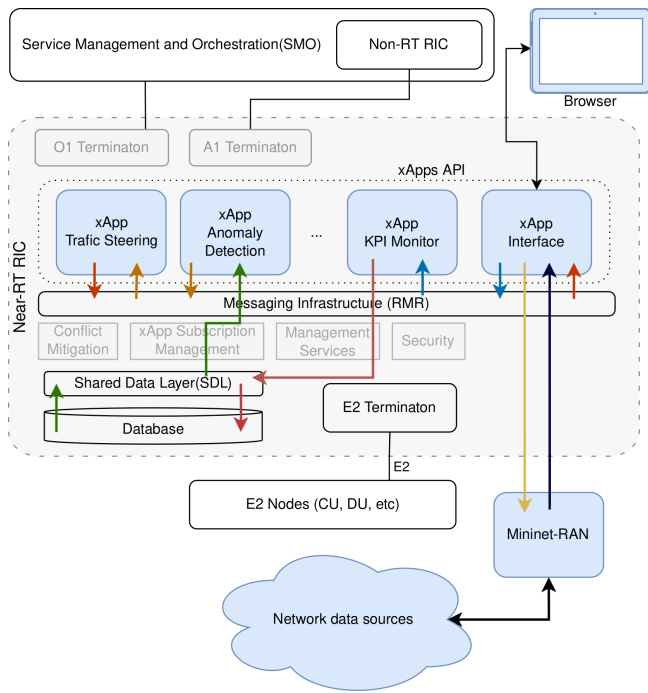 Service Management and Orchestration(SMO)
Non-RT RIC
Browser
O1 Terminaton
A1 Terminaton
xApps API
Near-RT RIC
xApp
Trafic Steering
xApp
Anomaly
Detection
...
xApp
KPI Monitor
xApp
Interface
Messaging Infrastructure (RMR)
Conflict
Mitigation
xApp Subscription
Management
Management
Services
Security
Shared Data Layer(SDL)
Database
E2 Terminaton
E2
E2 Nodes (CU, DU, etc)
Mininet-RAN
Network data sources